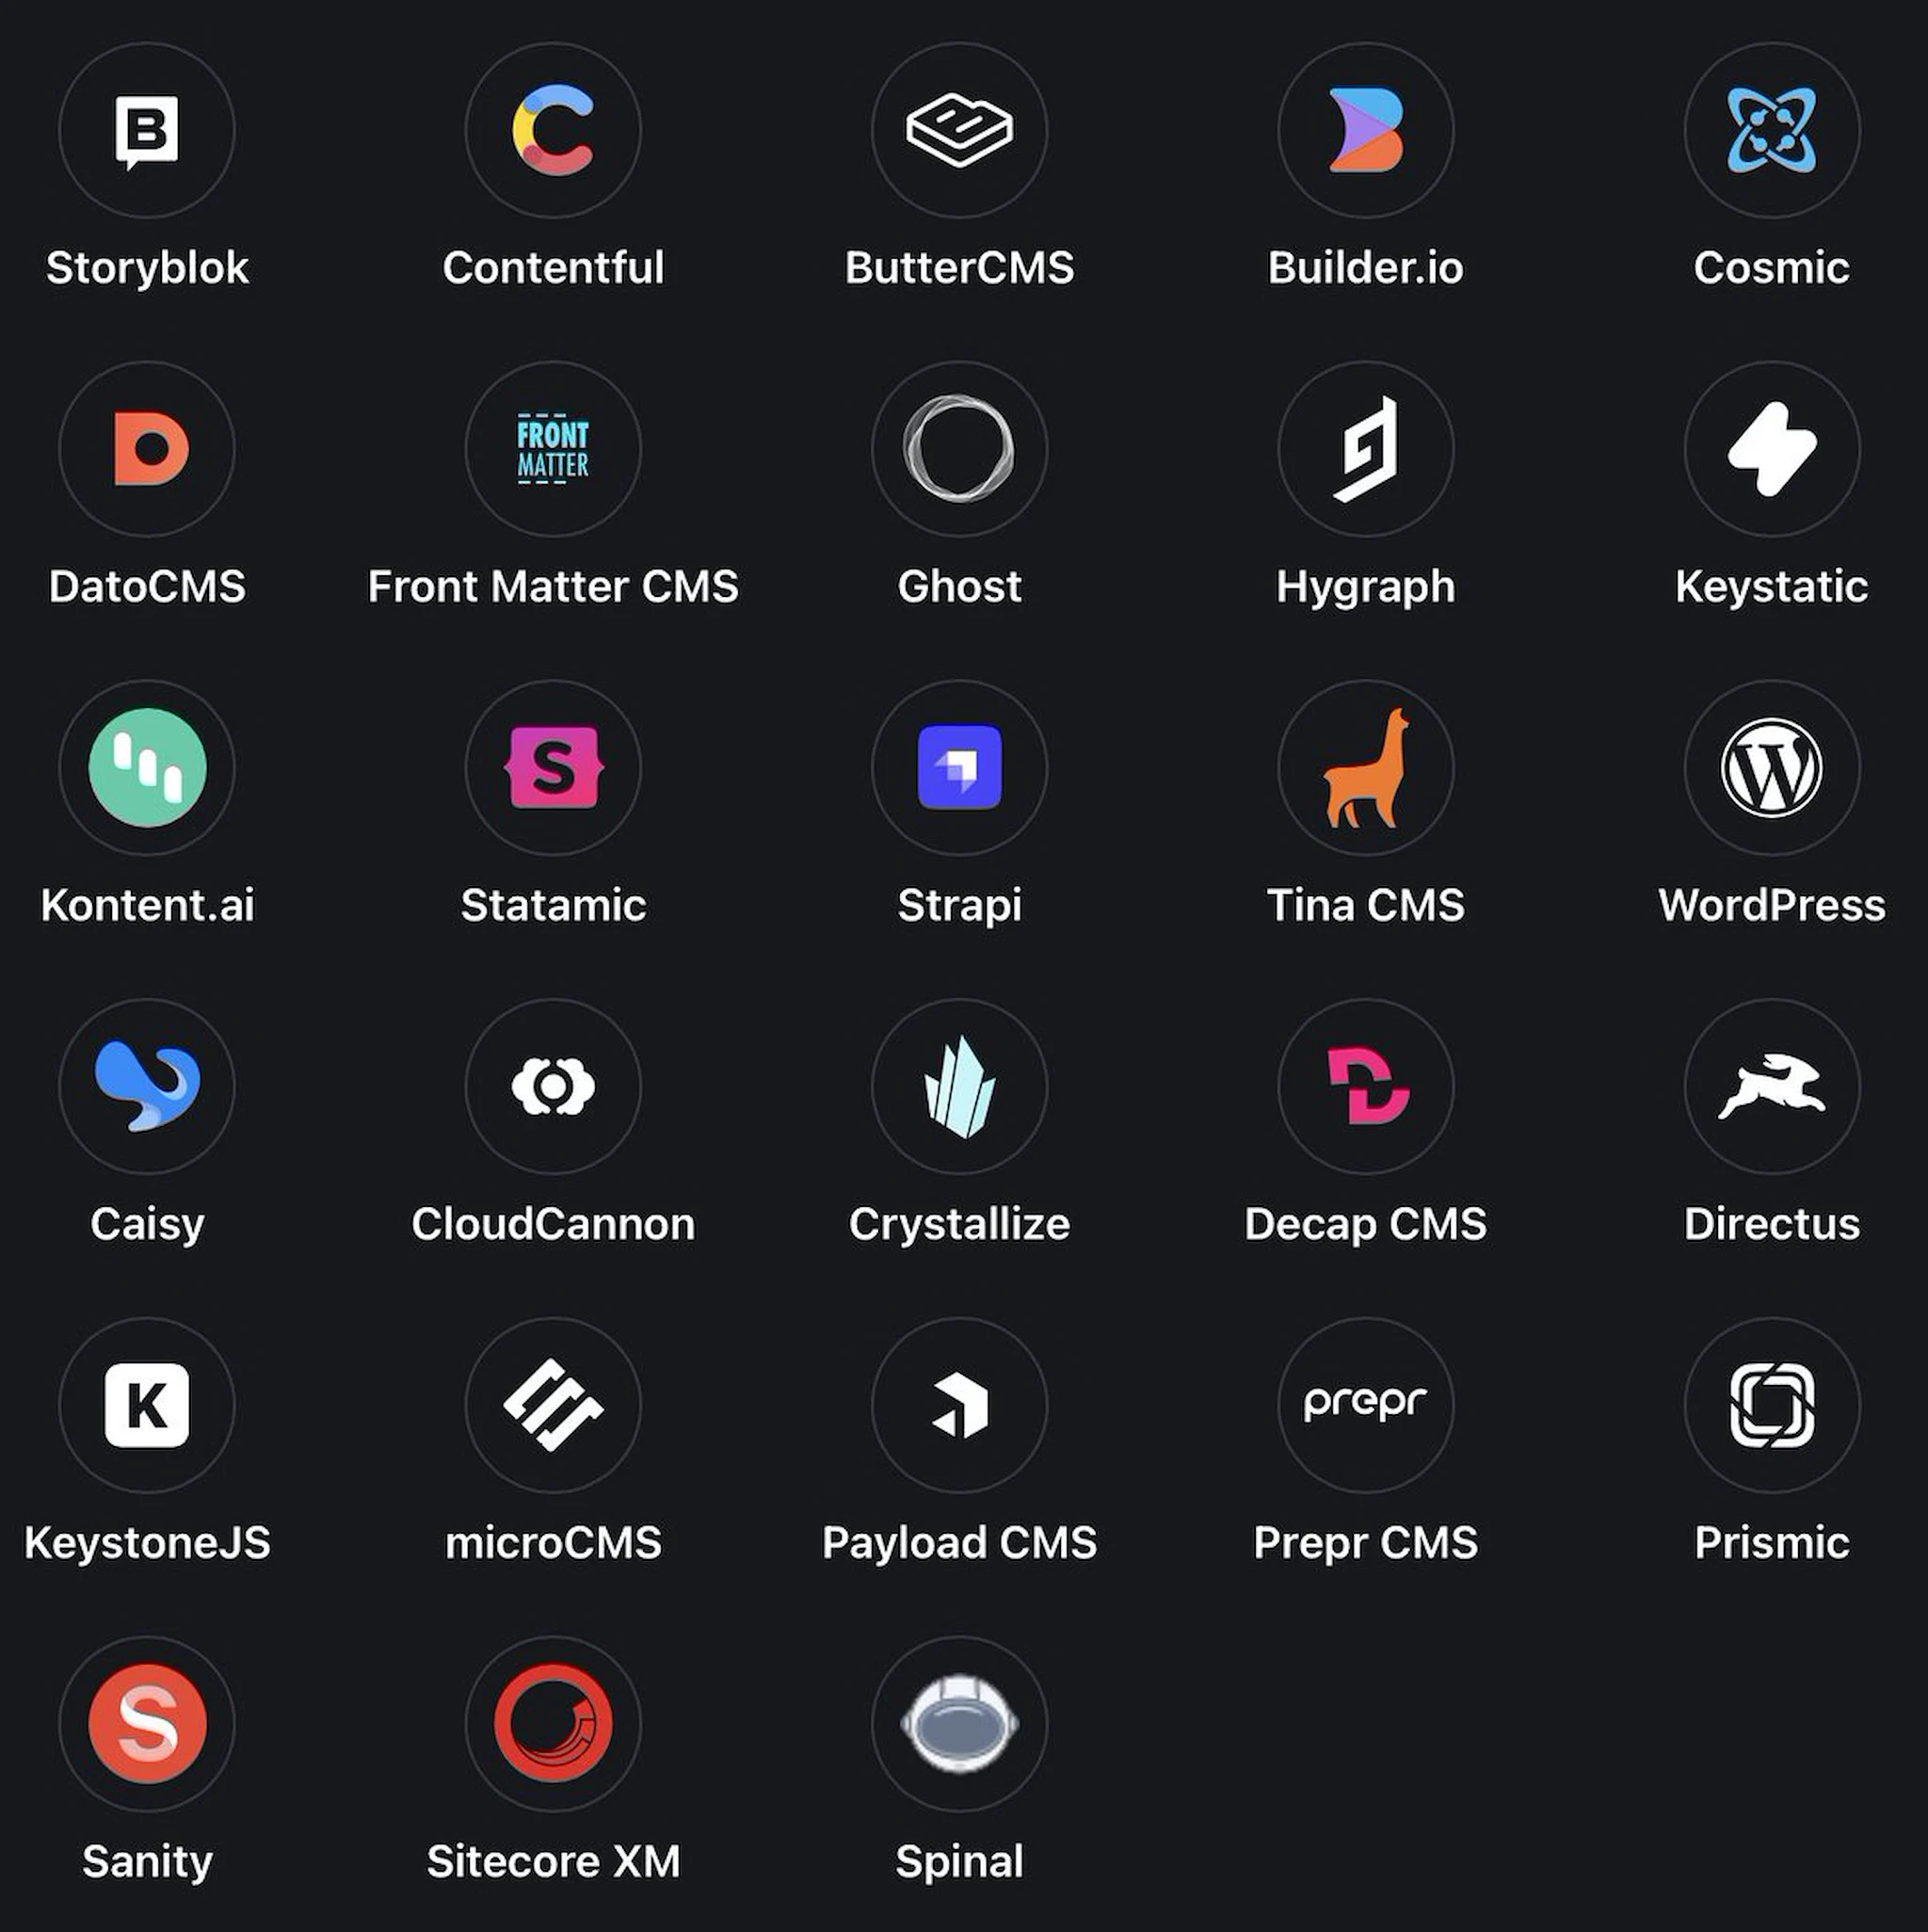 B
Storyblok
Contentful
ButterCMS
Builder.io
Cosmic
DatoCMS
FRONT
MATTER
Front Matter CMS
Ghost
Hygraph
Keystatic
Kontent.ai
S
Statamic
Strapi
Tina CMS
W
WordPress
Caisy
CloudCannon
Crystallize
Decap CMS
Directus
K
KeystoneJS
microCMS
Payload CMS
prepr
Prepr CMS
Prismic
S
Sanity
Sitecore XM
Spinal